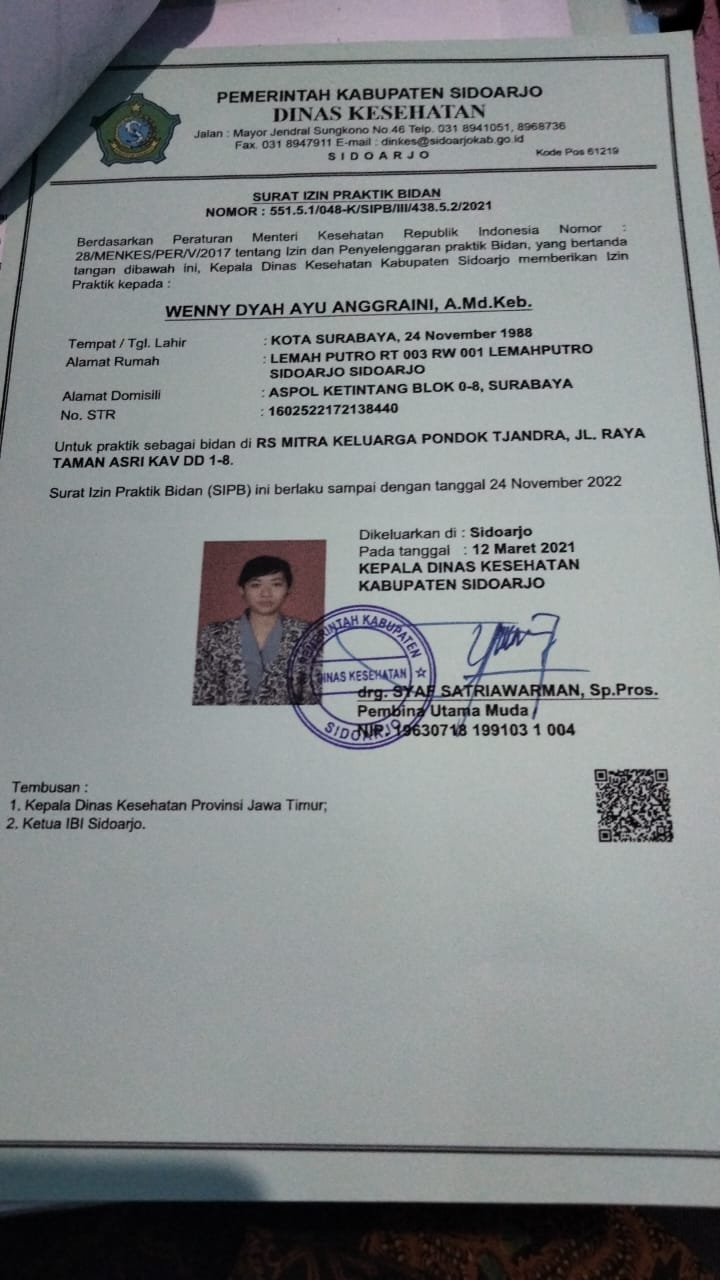 PEMERINTAH KABUPATEN SIDOARJO
DINAS KESEHATAN
Jalan : Mayor Jendral Sungkono No.46 Telp. 031 8941051, 8968736
Fax. 031 8947911 E-mail : dinkes@sidoarjokab.go.id
S I D O A R J O
Kode Pos 61219
SURAT IZIN PRAKTIK BIDAN
NOMOR : 551.5.1/048-K/SIPB/III/438.5.2/2021
Berdasarkan Peraturan Menteri Kesehatan Republik Indonesia Nomor :
28/MENKES/PER/V/2017 tentang Izin dan Penyelenggaran praktik Bidan, yang bertanda
tangan dibawah ini, Kepala Dinas Kesehatan Kabupaten Sidoarjo memberikan Izin
Praktik kepada :
WENNY DYAH AYU ANGGRAINI, A.Md.Keb.
Tempat / Tgl. Lahir : KOTA SURABAYA, 24 November 1988
Alamat Rumah : LEMAH PUTRO RT 003 RW 001 LEMAHPUTRO
SIDOARJO SIDOARJO
Alamat Domisili : ASPOL KETINTANG BLOK 0-8, SURABAYA
No. STR : 1602522172138440
Untuk praktik sebagai bidan di RS MITRA KELUARGA PONDOK TJANDRA, JL. RAYA
TAMAN ASRI KAV DD 1-8.
Surat Izin Praktik Bidan (SIPB) ini berlaku sampai dengan tanggal 24 November 2022
Dikeluarkan di : Sidoarjo
Pada tanggal : 12 Maret 2021
KEPALA DINAS KESEHATAN
KABUPATEN SIDOARJO
PEMERINTAH KABUPATEN
DINAS KESEHATAN
SIDOARJO
drg. SYAF SATRIAWARMAN, Sp.Pros.
Pembina Utama Muda
NIP. 19630718 199103 1 004
Tembusan :
1. Kepala Dinas Kesehatan Provinsi Jawa Timur;
2. Ketua IBI Sidoarjo.